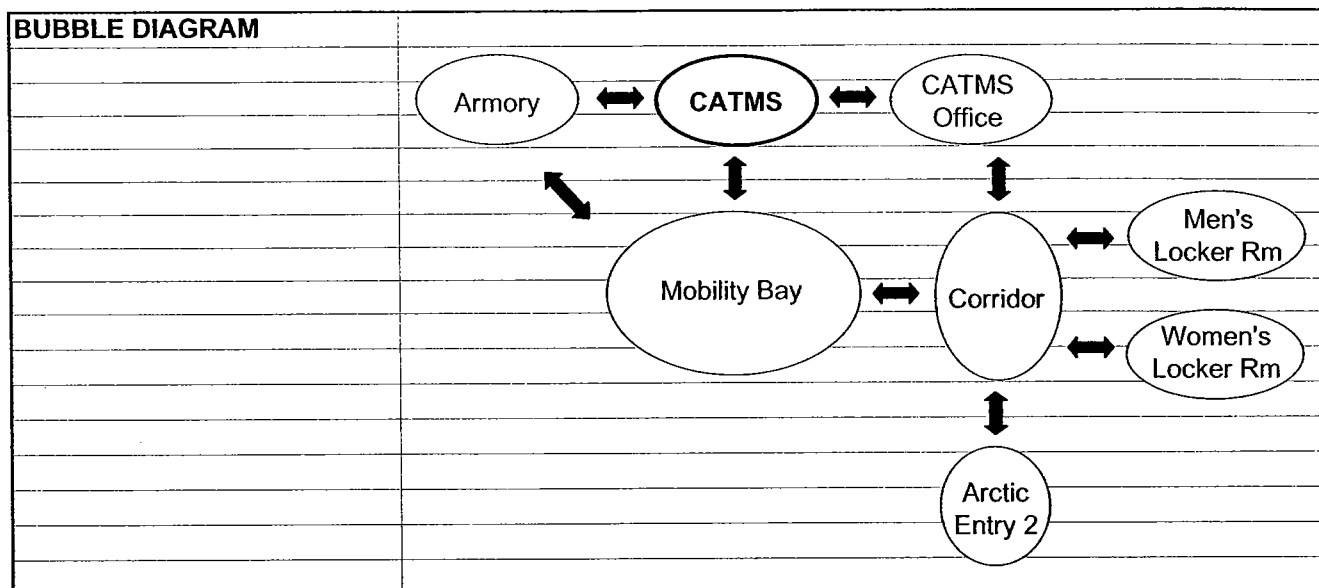 BUBBLE DIAGRAM
Armory
CATMS
CATMS
Office
Mobility Bay
Corridor
Men's
Locker Rm
Women's
Locker Rm
Arctic
Entry 2